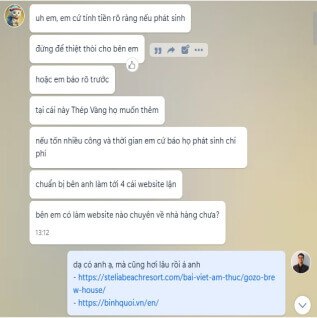 uh em, em cứ tính tiền rõ ràng nếu phát sinh
đừng để thiệt thòi cho bên em
hoặc em báo rõ trước
tại cái này Thép Vàng họ muốn thêm
nếu tốn nhiều công và thời gian em cứ báo họ phát sinh chi
phí
chuẩn bị bên anh làm tới 4 cái website lận
bên em có làm website nào chuyên về nhà hàng chưa?
13:12
dạ có anh ạ, mà cũng hơi lâu rồi á anh
- https://steliabeachresort.com/bai-viet-am-thuc/gozo-bre
w-house/
- https://binhquoi.vn/en/